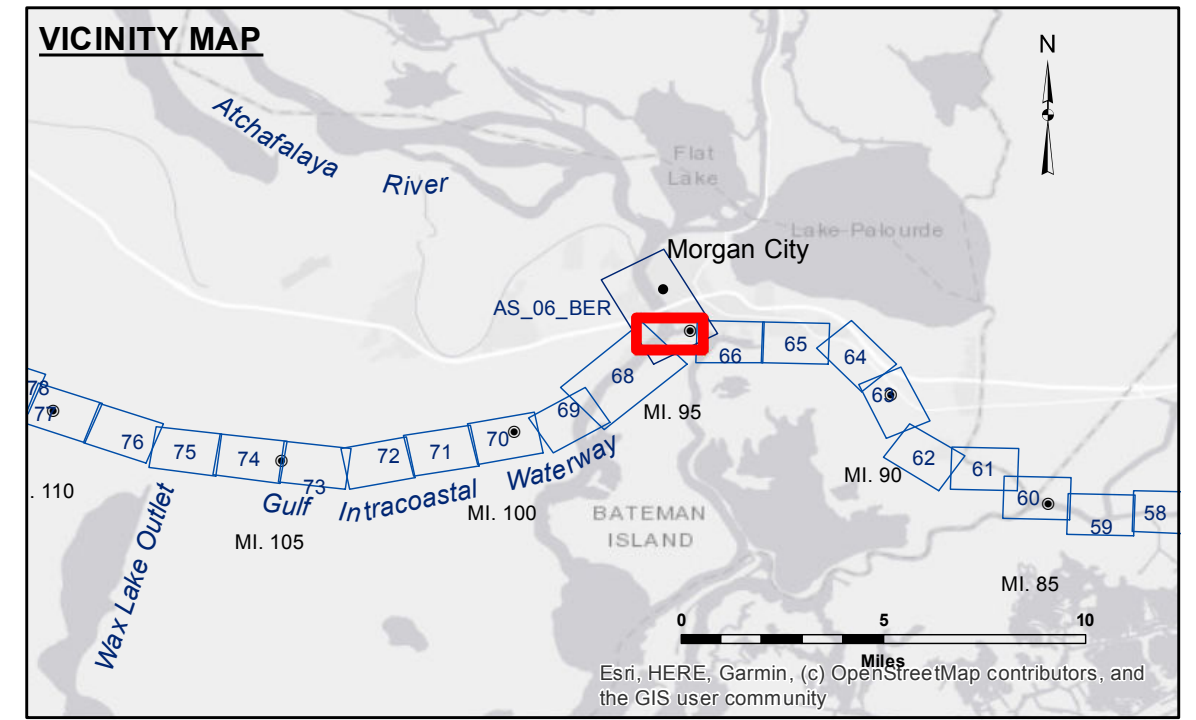 VICINITY MAP
N
Atchafalaya
River
Flat
Lake
Lake Palourde
Morgan City
AS_06_BER
66
65
64
68
63
MI. 95
78
77
69
76
75
74
73
72
71
70
62
61
60
59
58
MI. 90
. 110
Gulf Intracoastal Waterway
MI. 100
BATEMAN
ISLAND
MI. 105
Wax Lake Outlet
MI. 85
0 5 10
Miles
Esri, HERE, Garmin, (c) OpenStreetMap contributors, and
the GIS user community